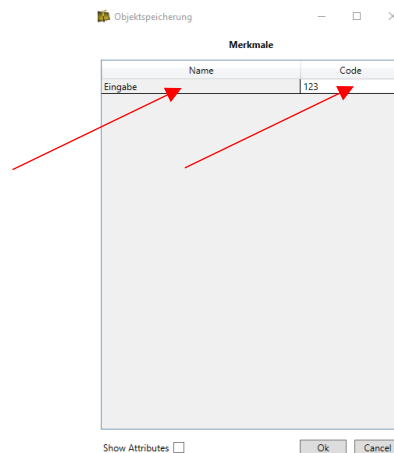 Objektspeicherung
Merkmale
Name Code
Eingabe 123
Show Attributes Ok Cancel